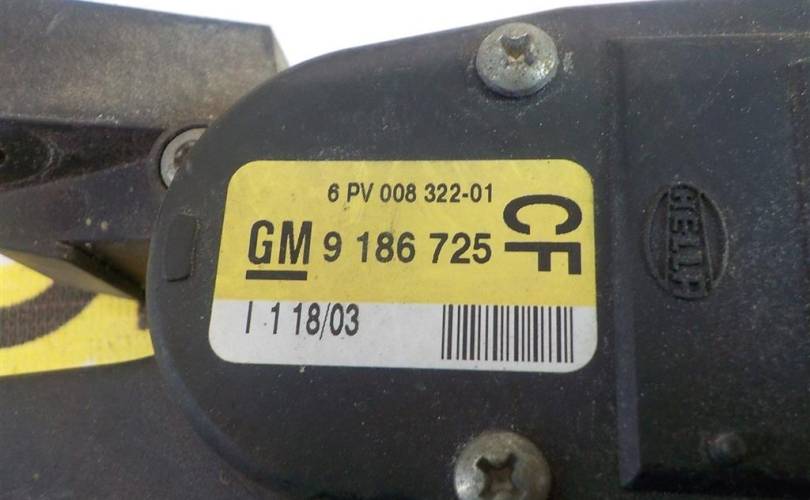 6 PV 008 322-01
CF
GM 9 186 725
I 1 18/03
HELLA